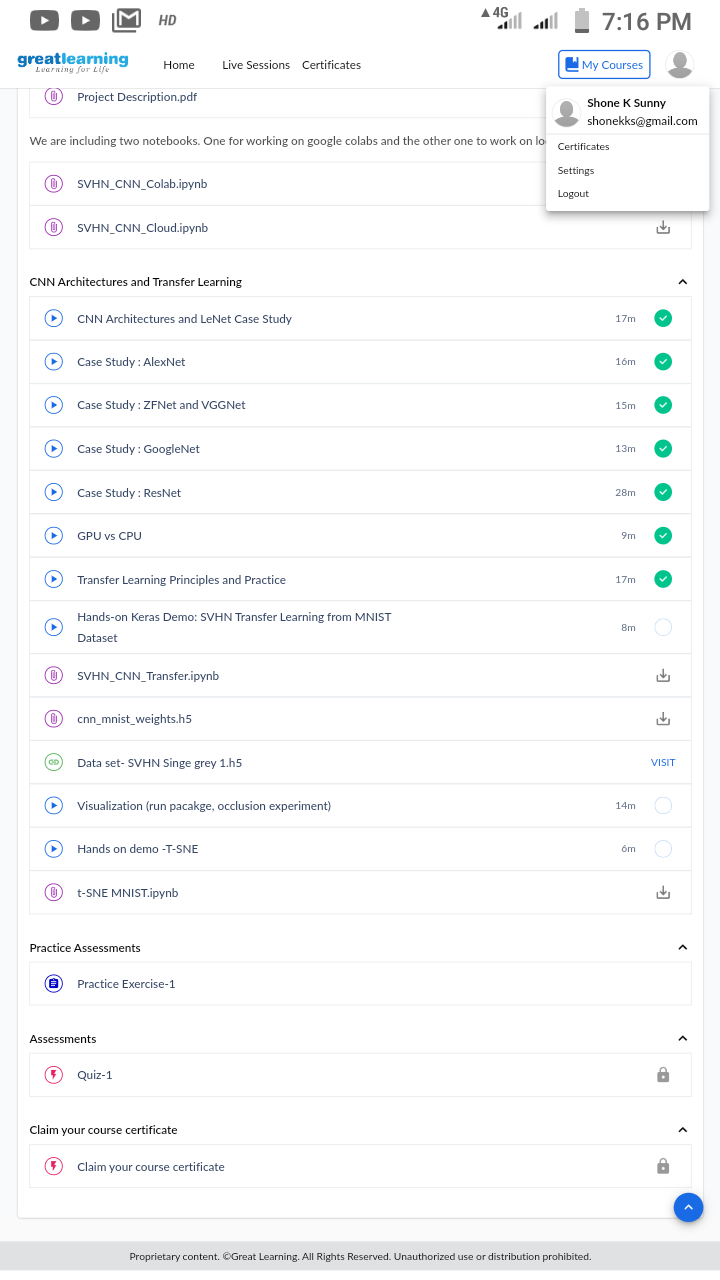 HD
4G
7:16 PM
greatlearning
Learning for Life
Home
Live Sessions
Certificates
My Courses
Project Description.pdf
Shone K Sunny
shonekks@gmail.com
Certificates
Settings
Logout
We are including two notebooks. One for working on google colabs and the other one to work on lo
SVHN_CNN_Colab.ipynb
SVHN_CNN_Cloud.ipynb
CNN Architectures and Transfer Learning
CNN Architectures and LeNet Case Study 17m
Case Study : AlexNet 16m
Case Study : ZFNet and VGGNet 15m
Case Study : GoogleNet 13m
Case Study : ResNet 28m
GPU vs CPU 9m
Transfer Learning Principles and Practice 17m
Hands-on Keras Demo: SVHN Transfer Learning from MNIST
Dataset 8m
SVHN_CNN_Transfer.ipynb
cnn_mnist_weights.h5
Data set- SVHN Singe grey 1.h5 VISIT
Visualization (run pacakge, occlusion experiment) 14m
Hands on demo -T-SNE 6m
t-SNE MNIST.ipynb
Practice Assessments
Practice Exercise-1
Assessments
Quiz-1
Claim your course certificate
Claim your course certificate
Proprietary content. ©Great Learning. All Rights Reserved. Unauthorized use or distribution prohibited.